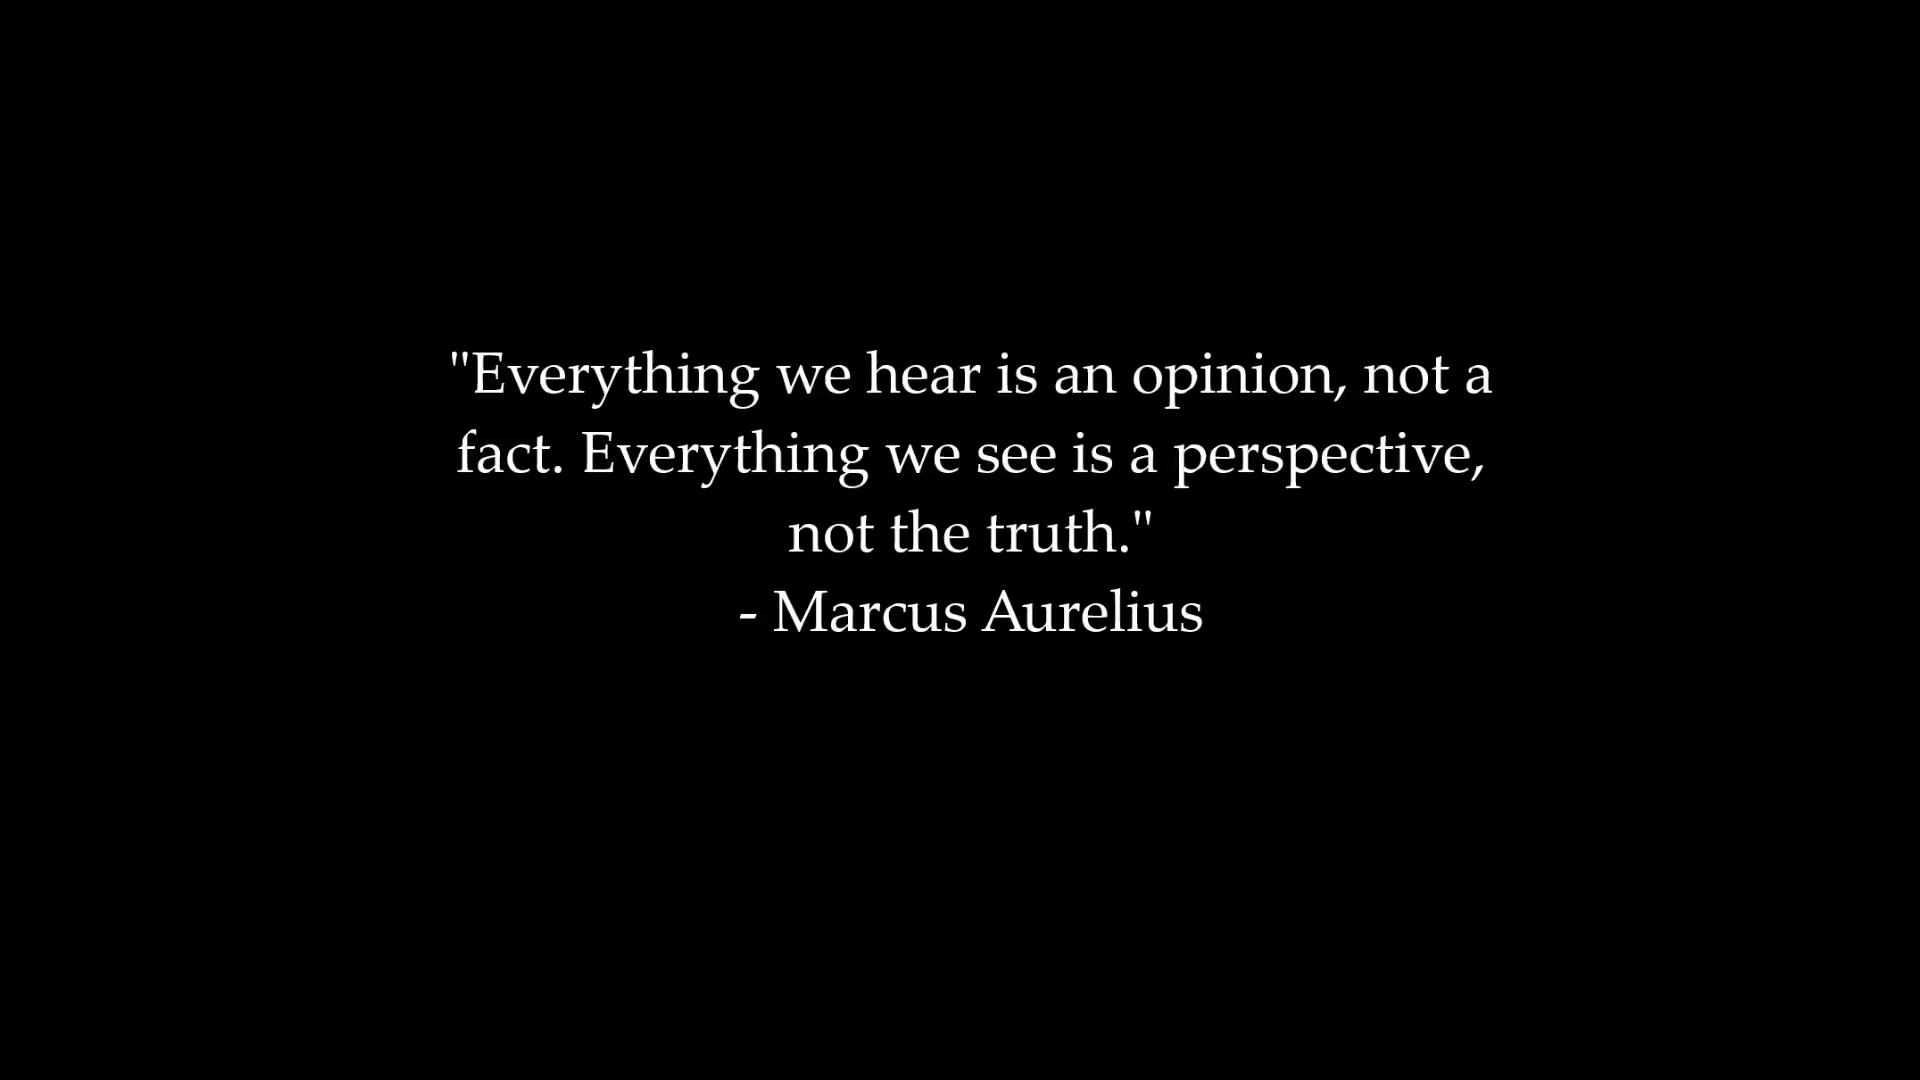 "Everything we hear is an opinion, not a
fact. Everything we see is a perspective,
not the truth."
- Marcus Aurelius